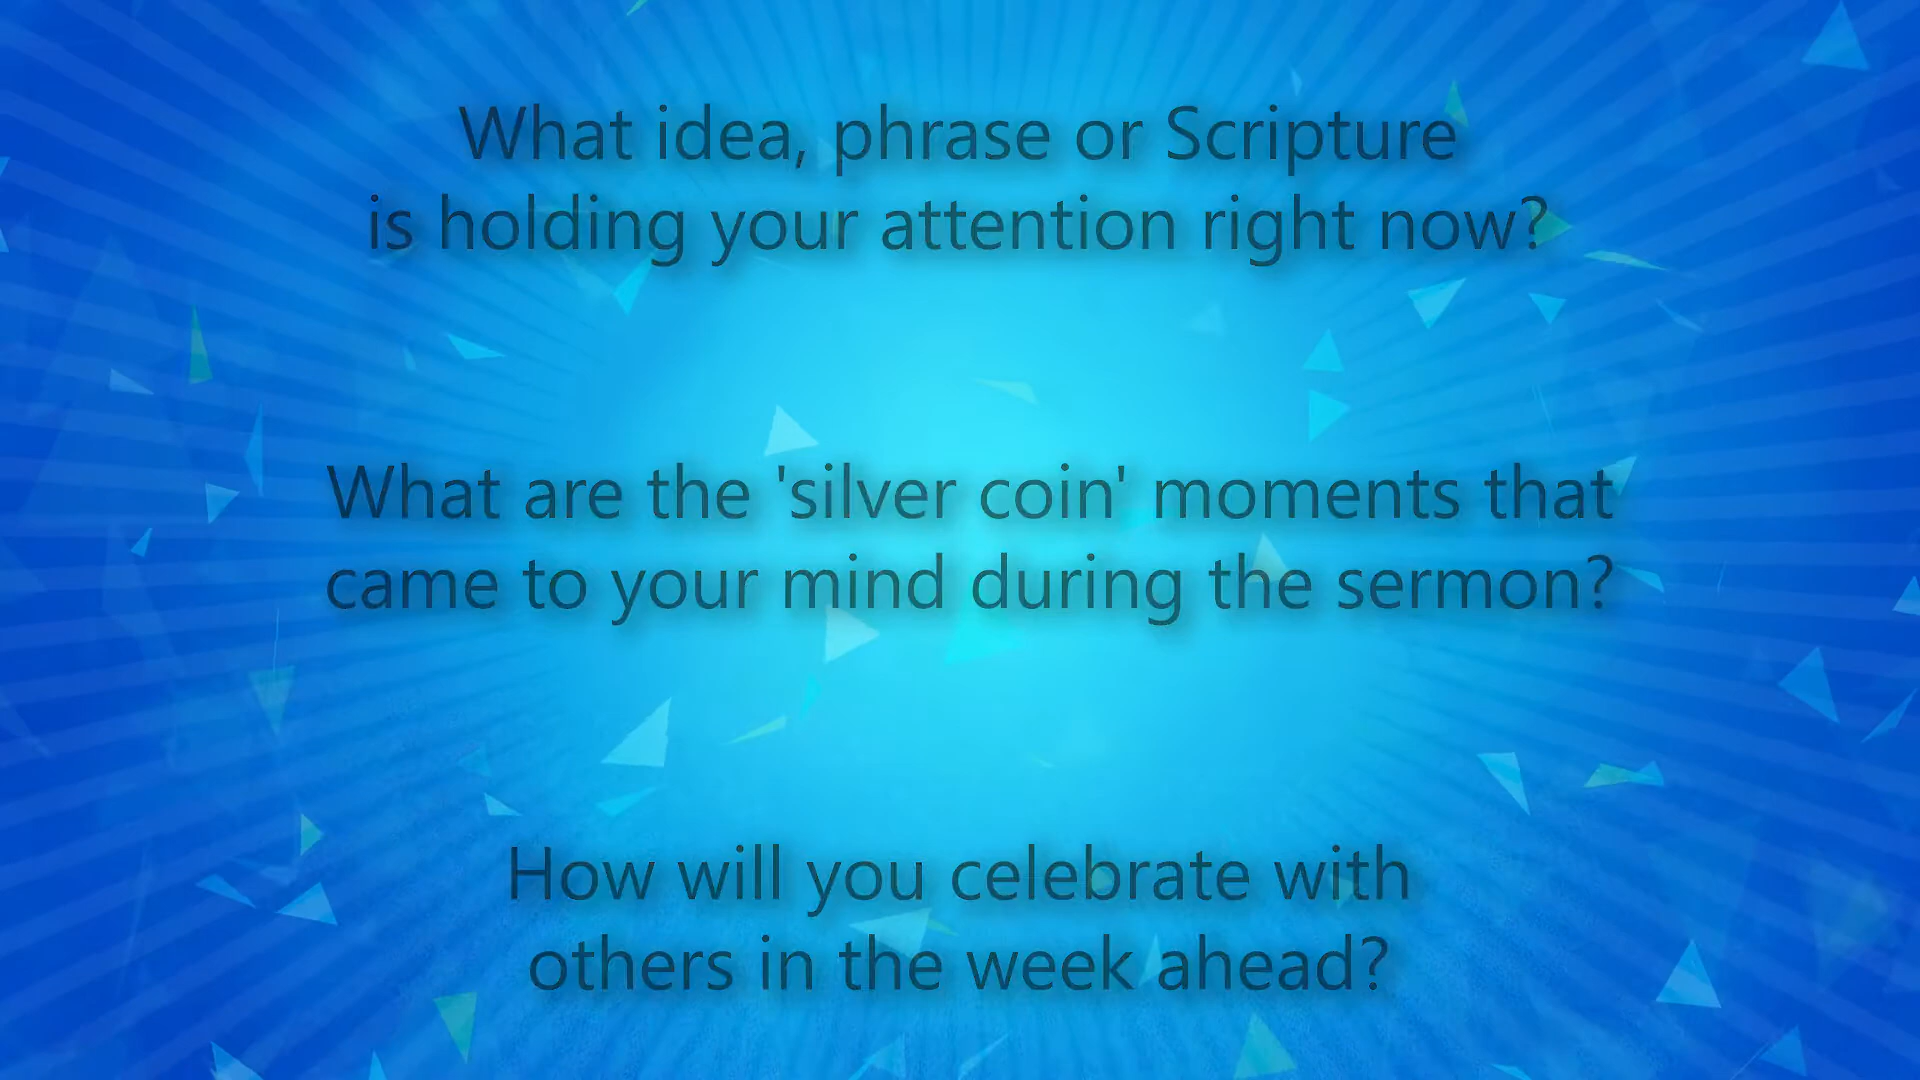 What idea, phrase or Scripture
is holding your attention right now?
What are the 'silver coin' moments that
came to your mind during the sermon?
How will you celebrate with
others in the week ahead?